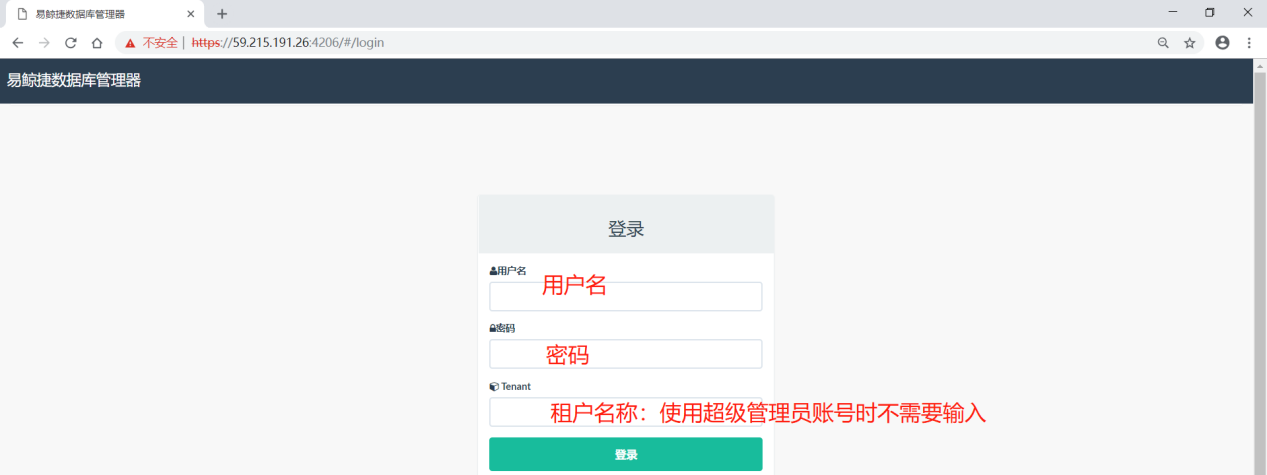 易鲸捷数据库管理器
不安全 | https://59.215.191.26:4206/#/login
易鲸捷数据库管理器
登录
用户名
用户名
密码
密码
Tenant
租户名称：使用超级管理员账号时不需要输入
登录